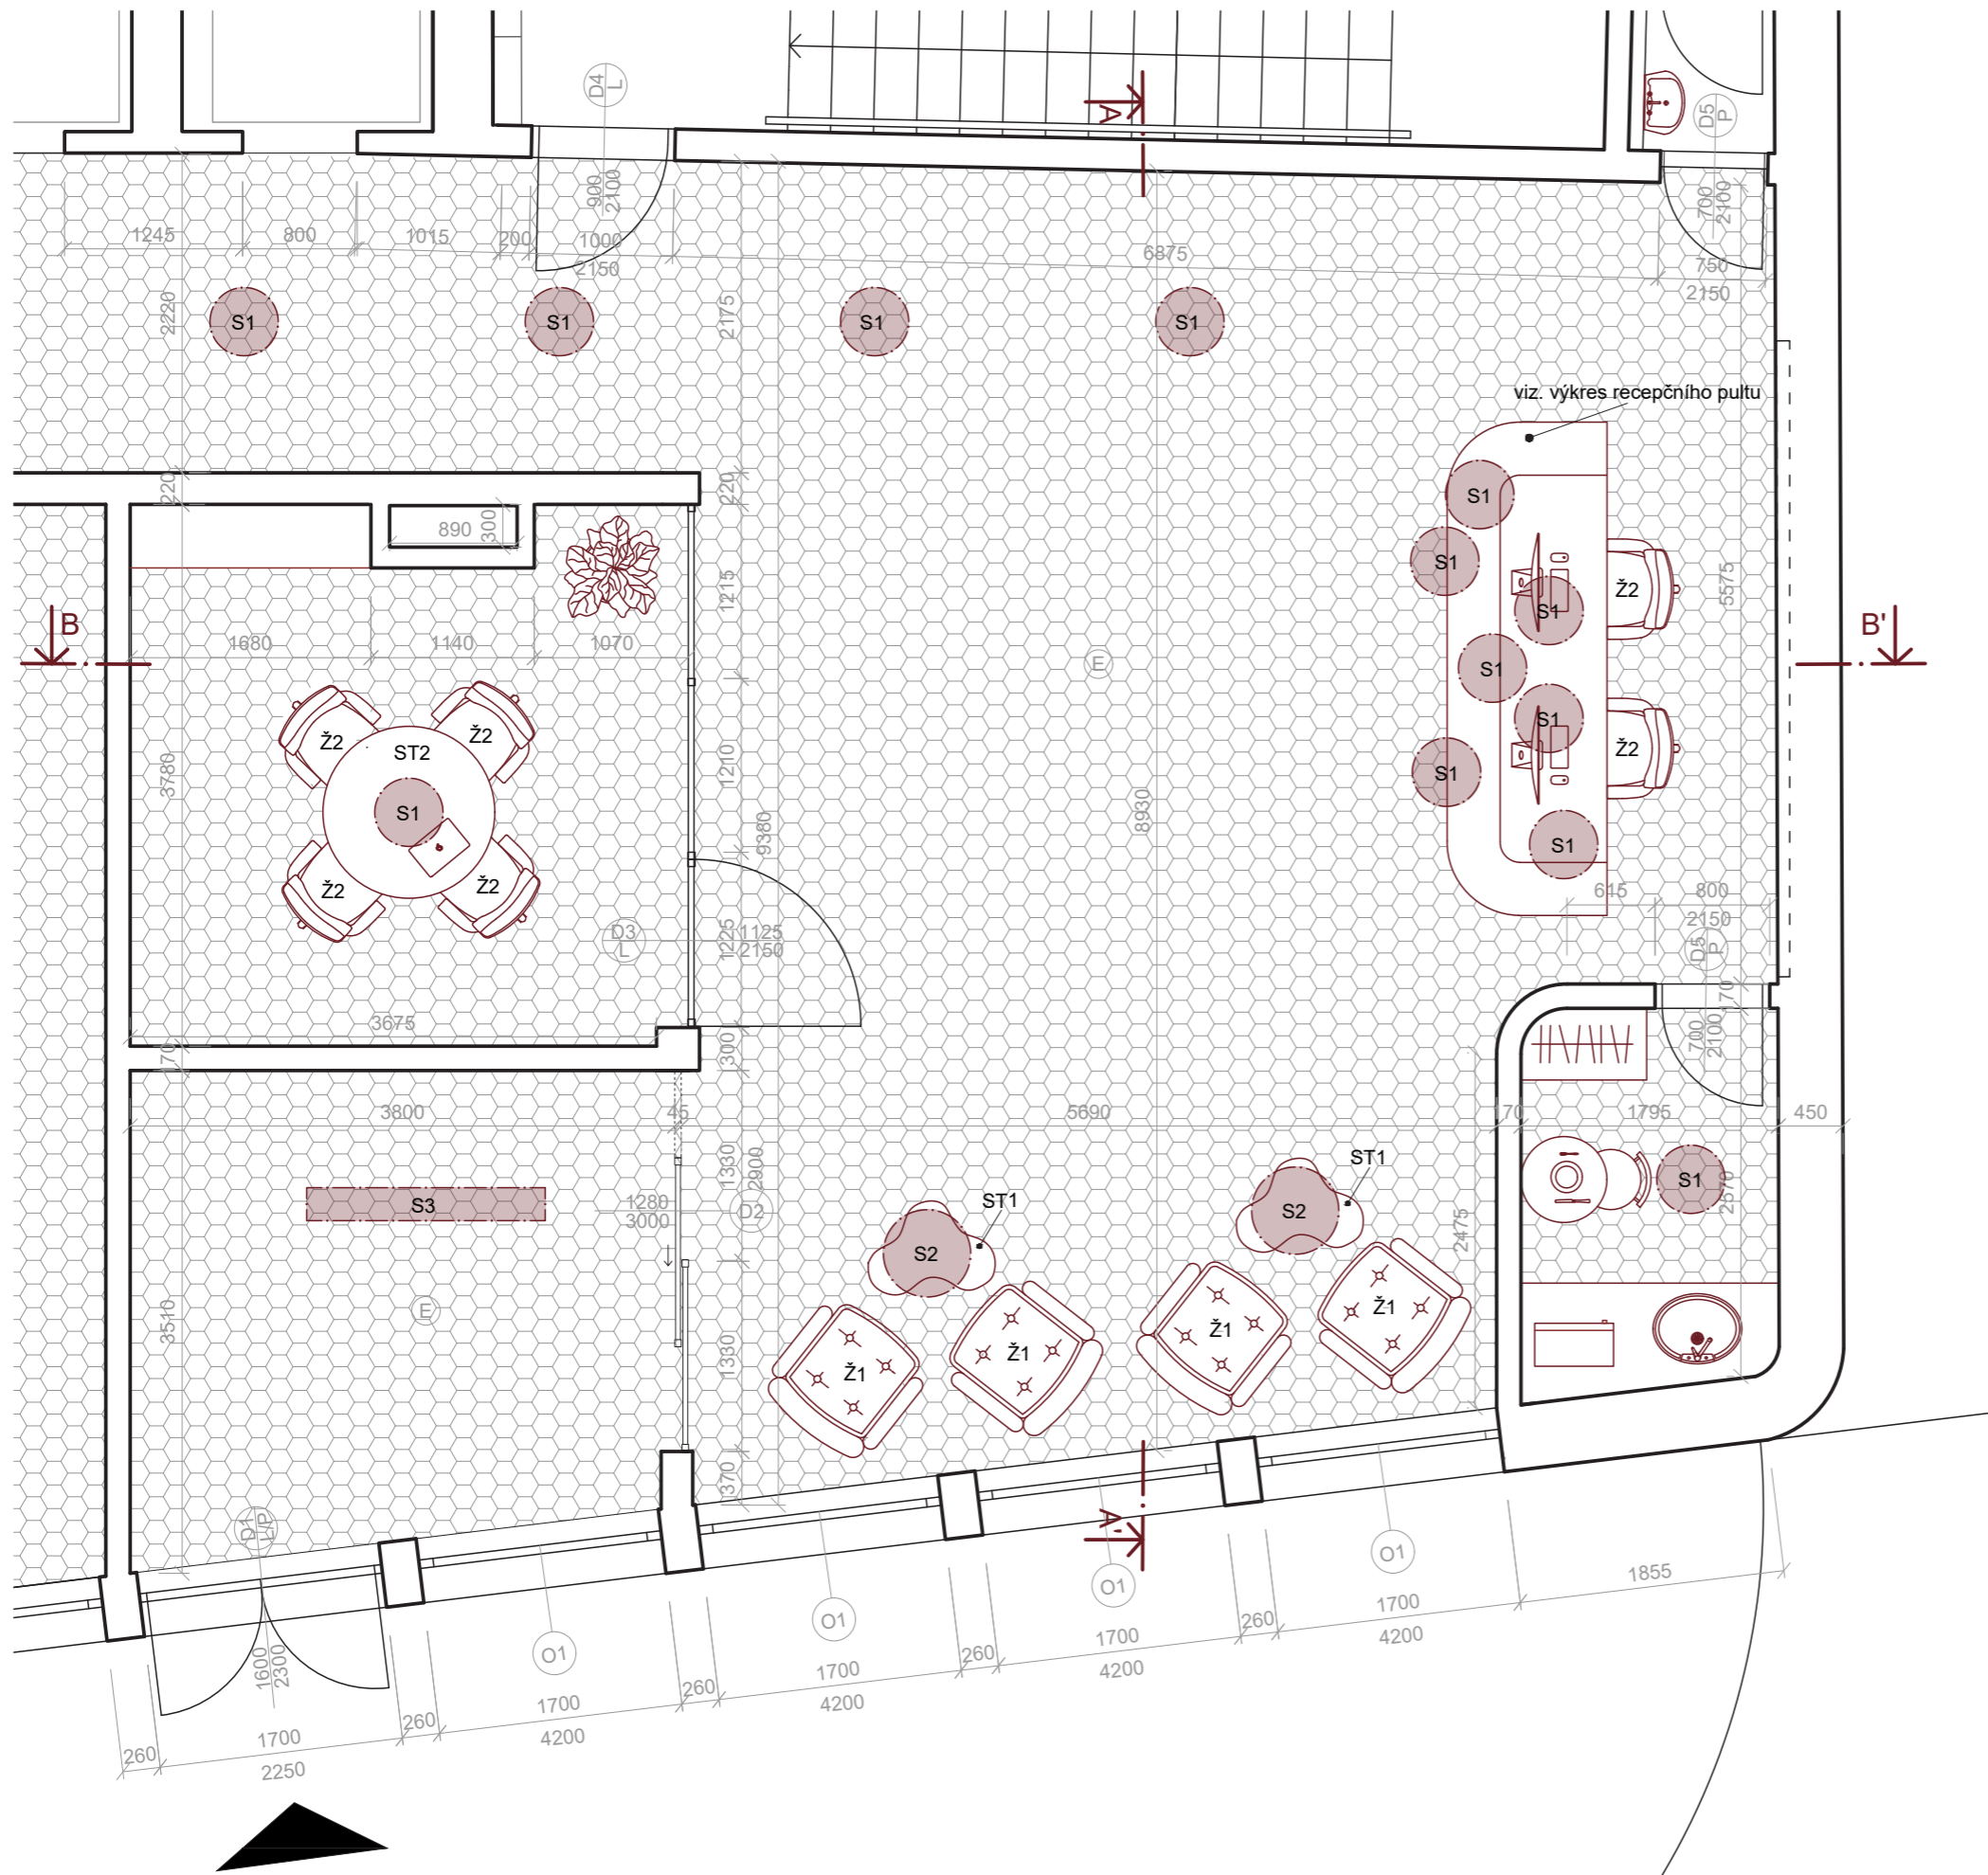 D4
L
D5
P
A
900
2100
700
2100
1245
800
1015
200
1000
2150
6875
750
2150
2220
2175
S1
S1
S1
S1
viz. výkres recepčního pultu
220
220
890
300
S1
S1
S1
S1
S1
S1
S1
Ž2
Ž2
1215
5575
B
B'
1680
1140
1070
E
Ž2
Ž2
ST2
S1
Ž2
Ž2
3780
1210
9380
8930
615
800
2150
D5
P
D3
L
1225
1125
2150
3675
170
300
170
700
2100
3800
45
5690
170
1795
450
1330
2900
S3
1280
3000
D2
ST1
S2
ST1
S2
S1
2570
2475
E
3510
1330
Ž1
Ž1
Ž1
Ž1
370
D1
L/P
A'
O1
O1
O1
O1
1600
2300
1855
260
1700
2250
260
1700
4200
260
1700
4200
260
1700
4200
260
1700
4200